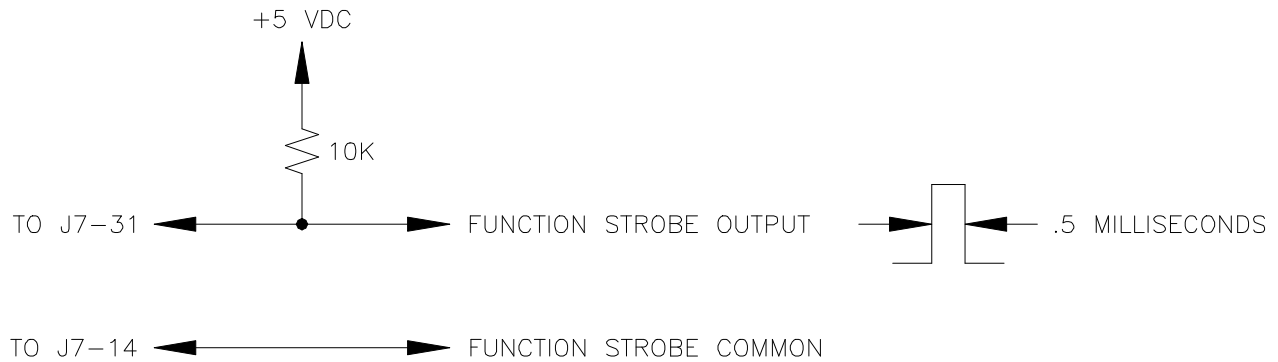 +5 VDC
10K
TO J7-31
FUNCTION STROBE OUTPUT
.5 MILLISECONDS
TO J7-14
FUNCTION STROBE COMMON